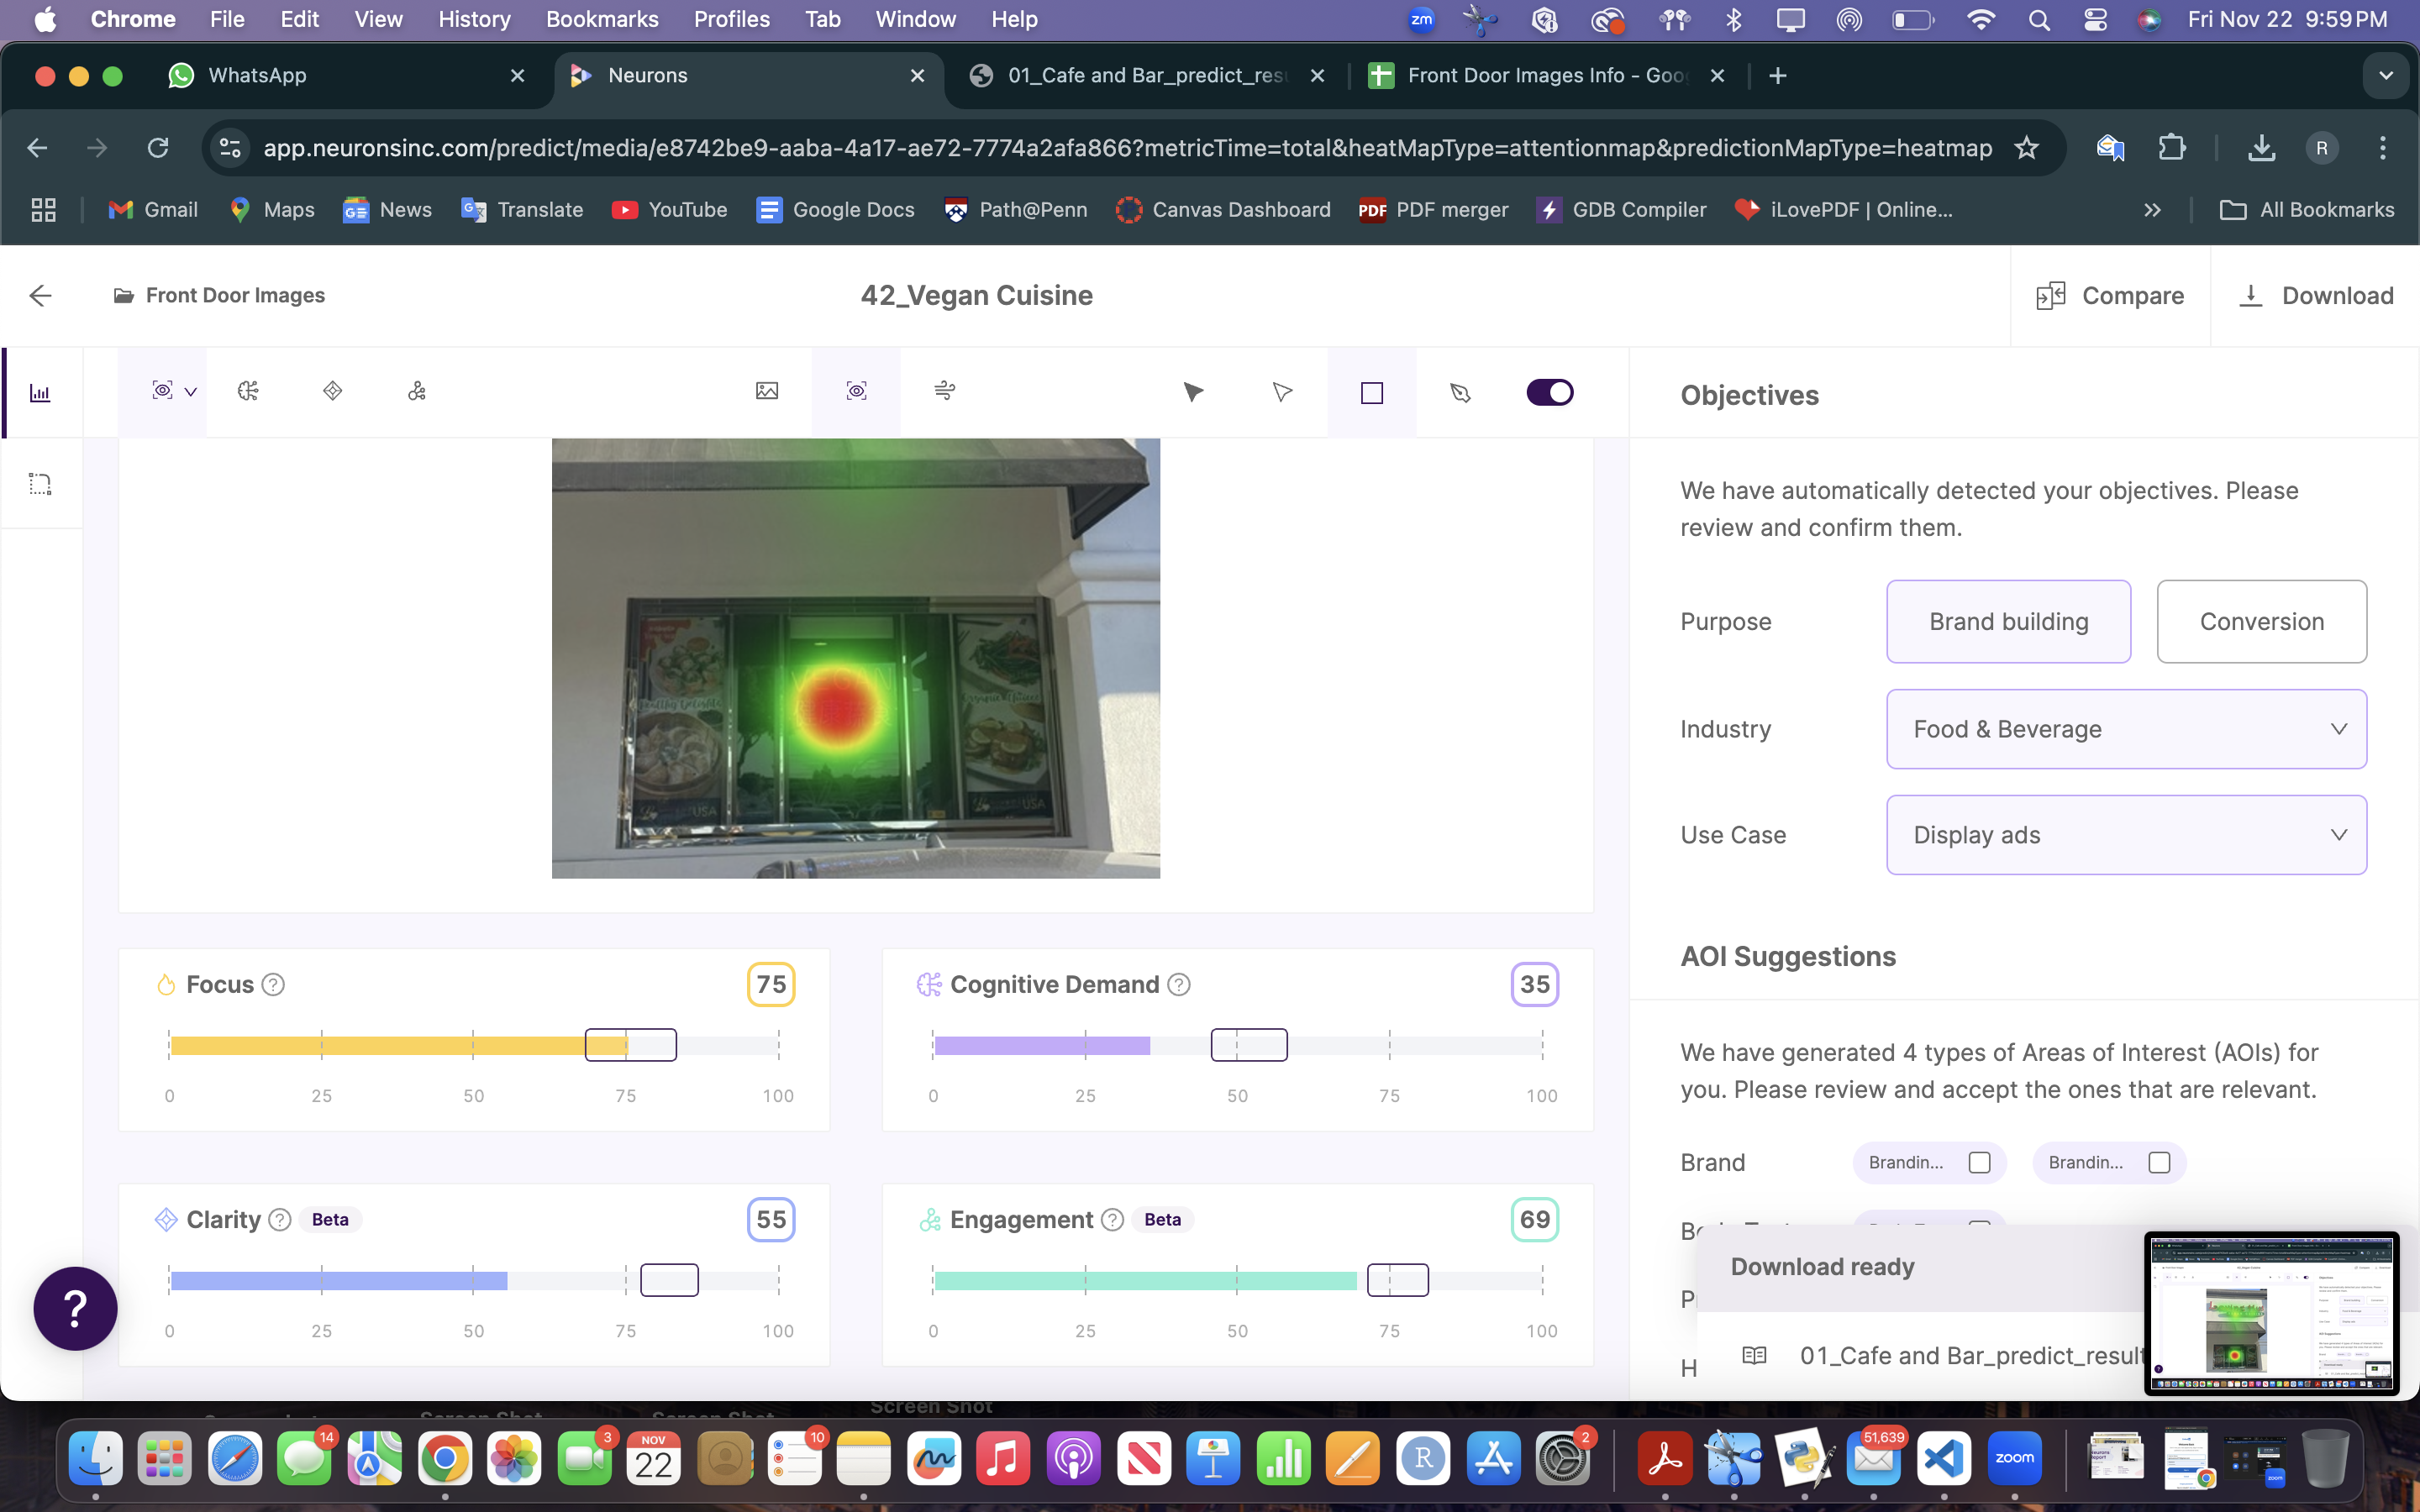 Chrome File Edit View History Bookmarks Profiles Tab Window Help
zm
Fri Nov 22 9:59 PM
WhatsApp
Neurons
01_Cafe and Bar_predict_resu
Front Door Images Info - Goo
app.neuronsinc.com/predict/media/e8742be9-aaba-4a17-ae72-7774a2afa866?metricTime=total&heatMapType=attentionmap&predictionMapType=heatmap
R
Gmail
Maps
News
Translate
YouTube
Google Docs
Path@Penn
Canvas Dashboard
PDF PDF merger
GDB Compiler
iLovePDF | Online...
All Bookmarks
Front Door Images
42_Vegan Cuisine
Compare
Download
Objectives
We have automatically detected your objectives. Please
review and confirm them.
Purpose
Brand building
Conversion
Industry
Food & Beverage
Use Case
Display ads
USA
USA
Focus ?
75
0 25 50 75 100
Cognitive Demand ?
35
0 25 50 75 100
Clarity ? Beta
55
0 25 50 75 100
Engagement ? Beta
69
0 25 50 75 100
AOI Suggestions
We have generated 4 types of Areas of Interest (AOIs) for
you. Please review and accept the ones that are relevant.
Brand
Brandin...
Brandin...
Download ready
01_Cafe and Bar_predict_result
H
?
Screen Shot
14
3
NOV
22
10
2
51,639
zoom